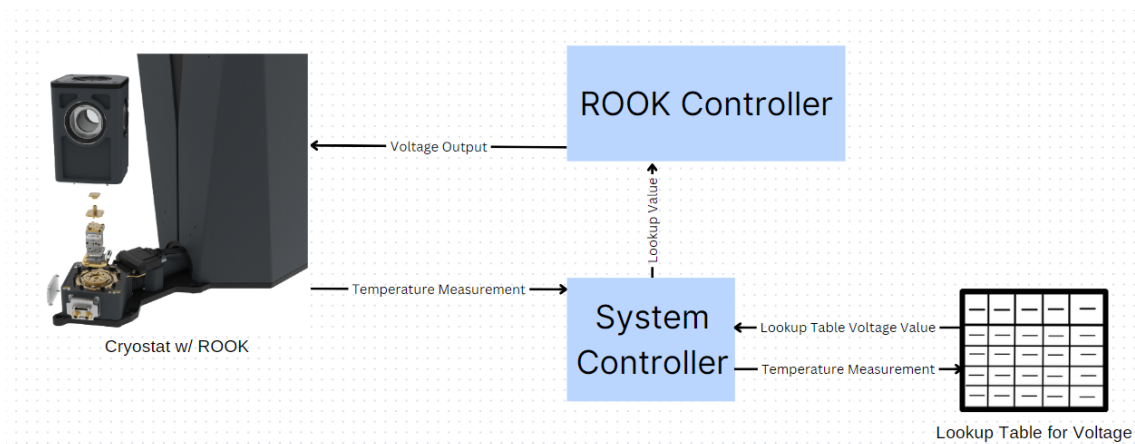 ROOK Controller
Voltage Output
Lookup Value
Temperature Measurement
System
Controller
Lookup Table Voltage Value
Temperature Measurement
Cryostat w/ ROOK
Lookup Table for Voltage